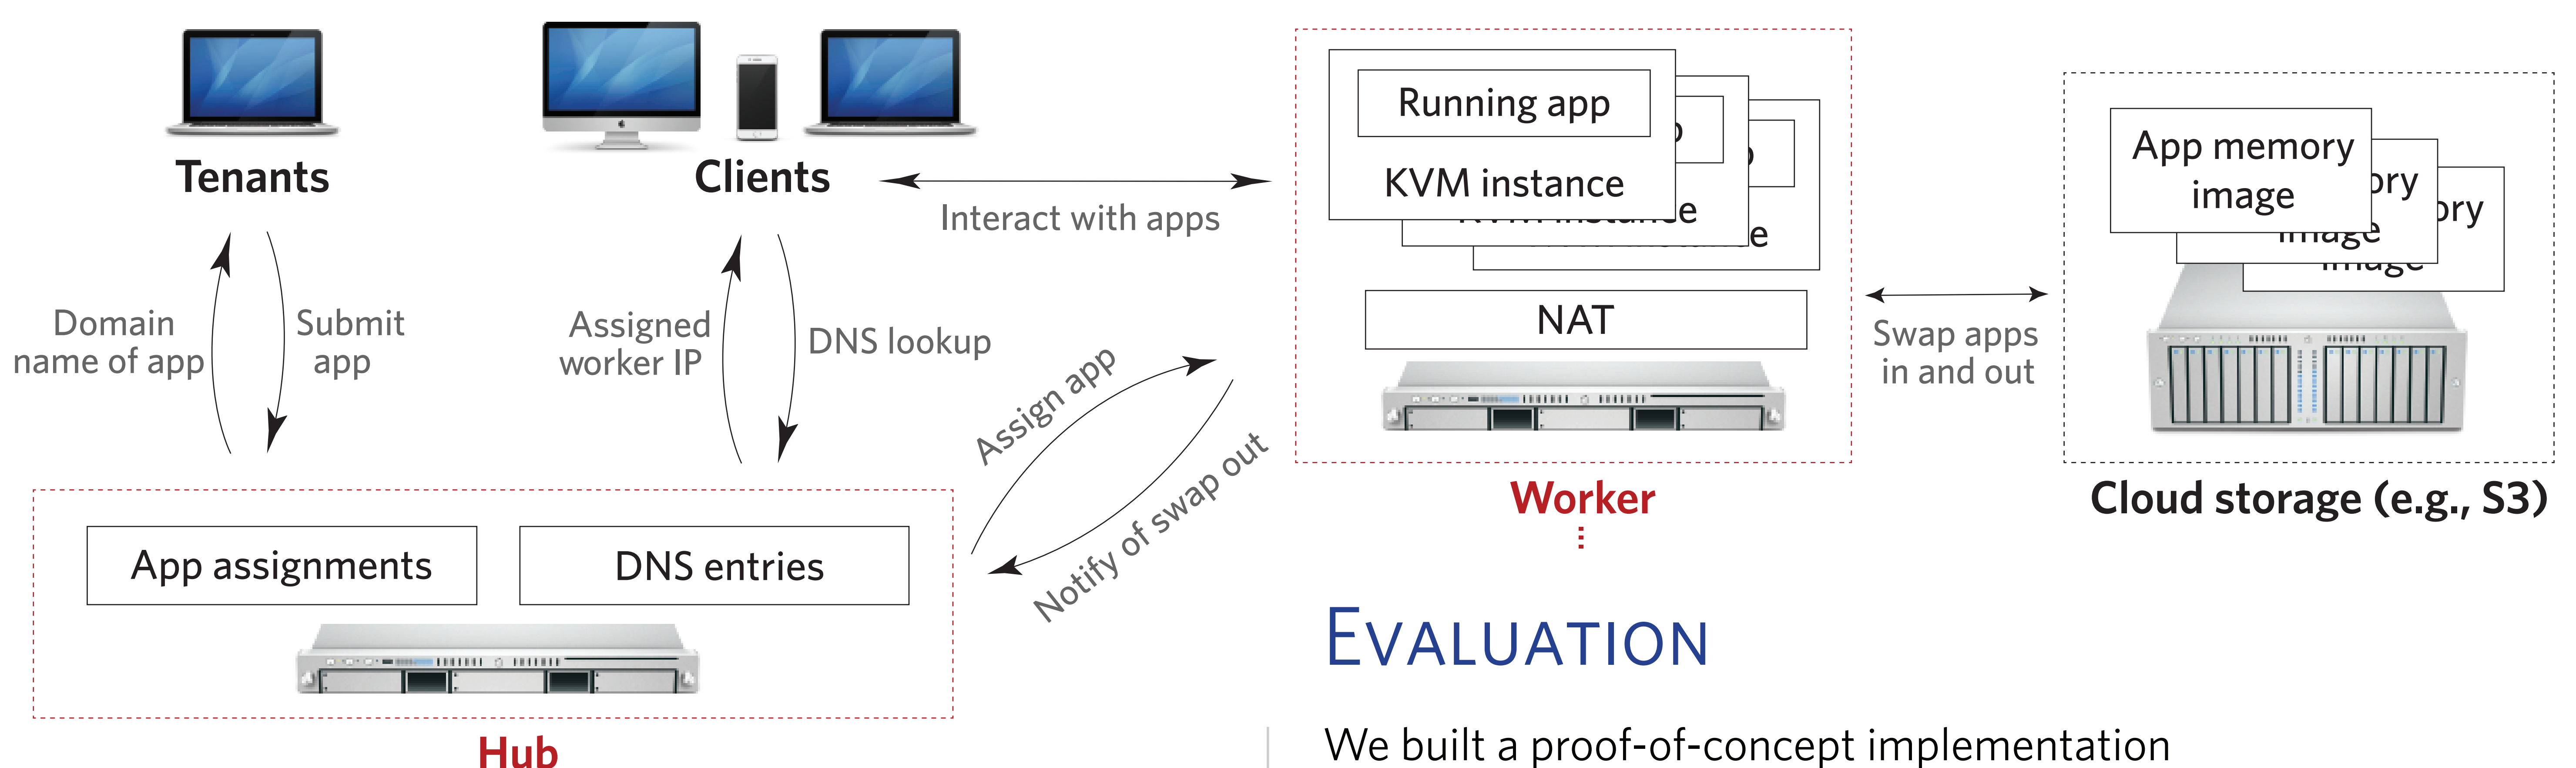 Tenants
Clients
Interact with apps
Domain
name of app
Submit
app
Assigned
worker IP
DNS lookup
Assign app
Notify of swap out
App assignments
DNS entries
Hub
Running app
KVM instance
NAT
Worker
Swap apps
in and out
App memory
image
Cloud storage (e.g., S3)
EVALUATION
We built a proof-of-concept implementation